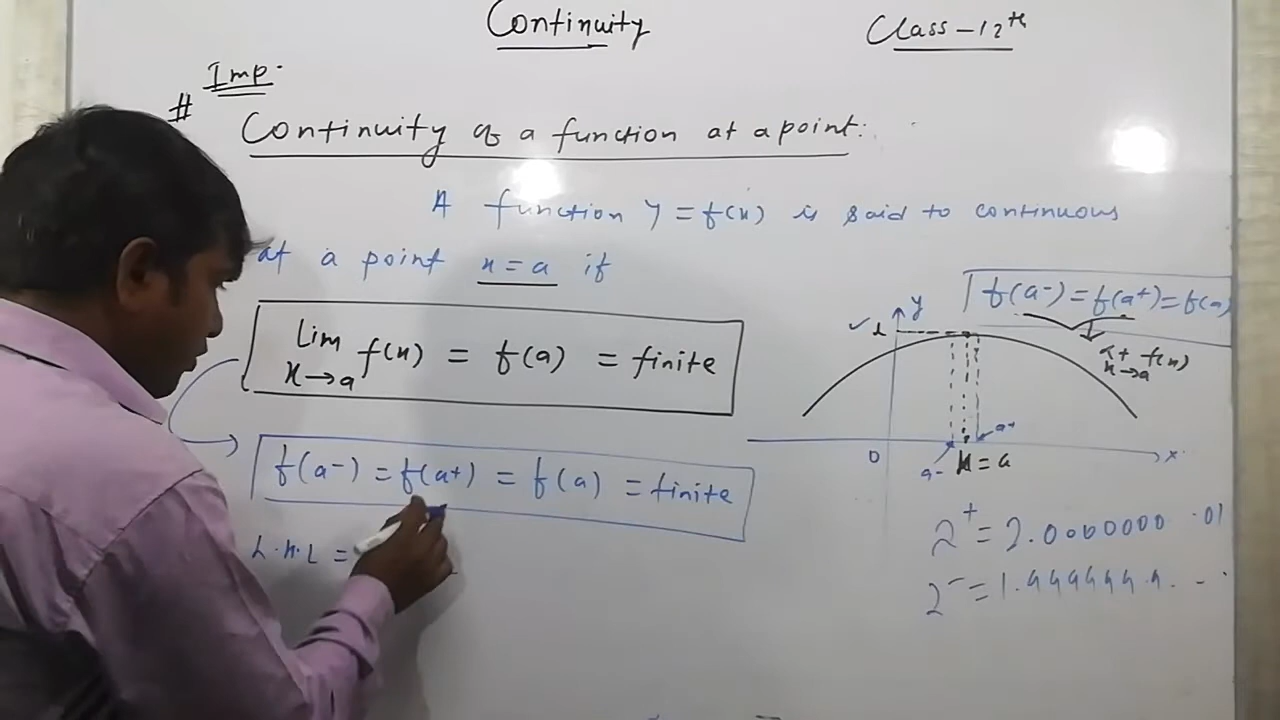 Continuity
Class-12th
Imp.
# Continuity of a function at a point:
A function y = f(x) is said to continuous
at a point x = a if
Lim x→a f(x) = f(a) = finite
f(a-) = f(a+) = f(a) = finite
L.H.L =
f(a-) = f(a+) = f(a)
Lt x→a f(x)
y
a+
0
a-
x = a
x
2+ = 2.0000000 .01
2- = 1.999999 9. - .